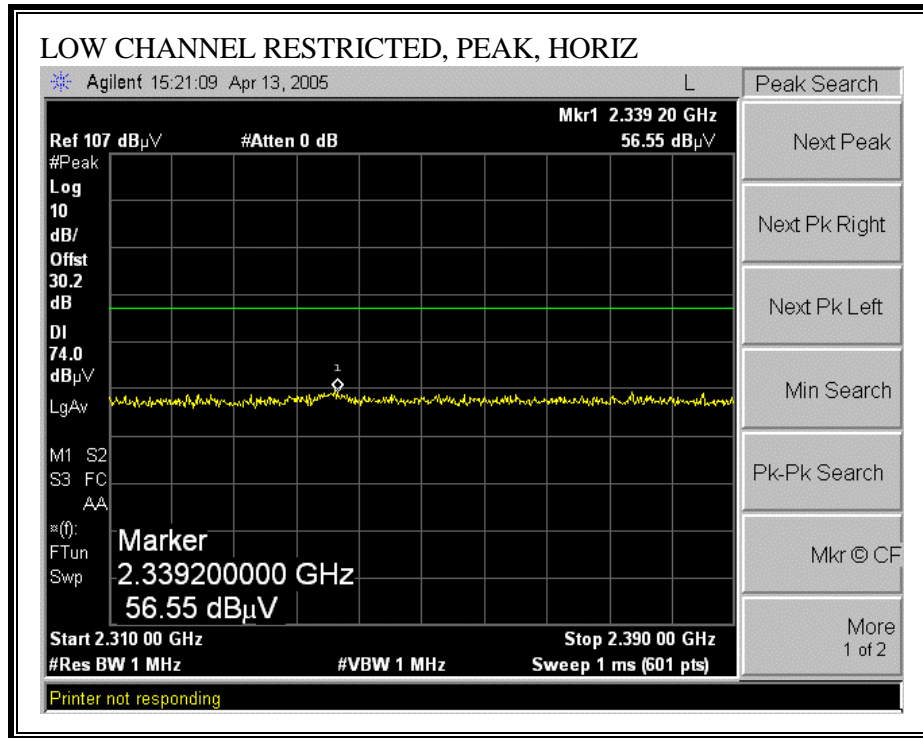 LOW CHANNEL RESTRICTED, PEAK, HORIZ
Agilent 15:21:09 Apr 13, 2005 L
Peak Search
Mkr1 2.339 20 GHz
Ref 107 dBµV #Atten 0 dB 56.55 dBµV
#Peak
Log
10
dB/
Offst
30.2
dB
DI
74.0
dBµV
LgAv
1
M1 S2
S3 FC
AA
¤(f):
FTun
Swp
Marker
2.339200000 GHz
56.55 dBµV
Start 2.310 00 GHz Stop 2.390 00 GHz
#Res BW 1 MHz #VBW 1 MHz Sweep 1 ms (601 pts)
Printer not responding
Next Peak
Next Pk Right
Next Pk Left
Min Search
Pk-Pk Search
Mkr © CF
More
1 of 2